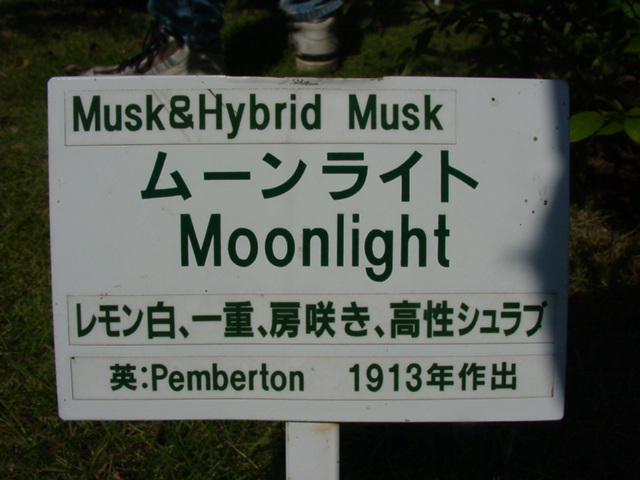 Musk&Hybrid Musk
ムーンライト
Moonlight
レモン白、一重、房咲き、高性シュラブ
英:Pemberton 1913年作出